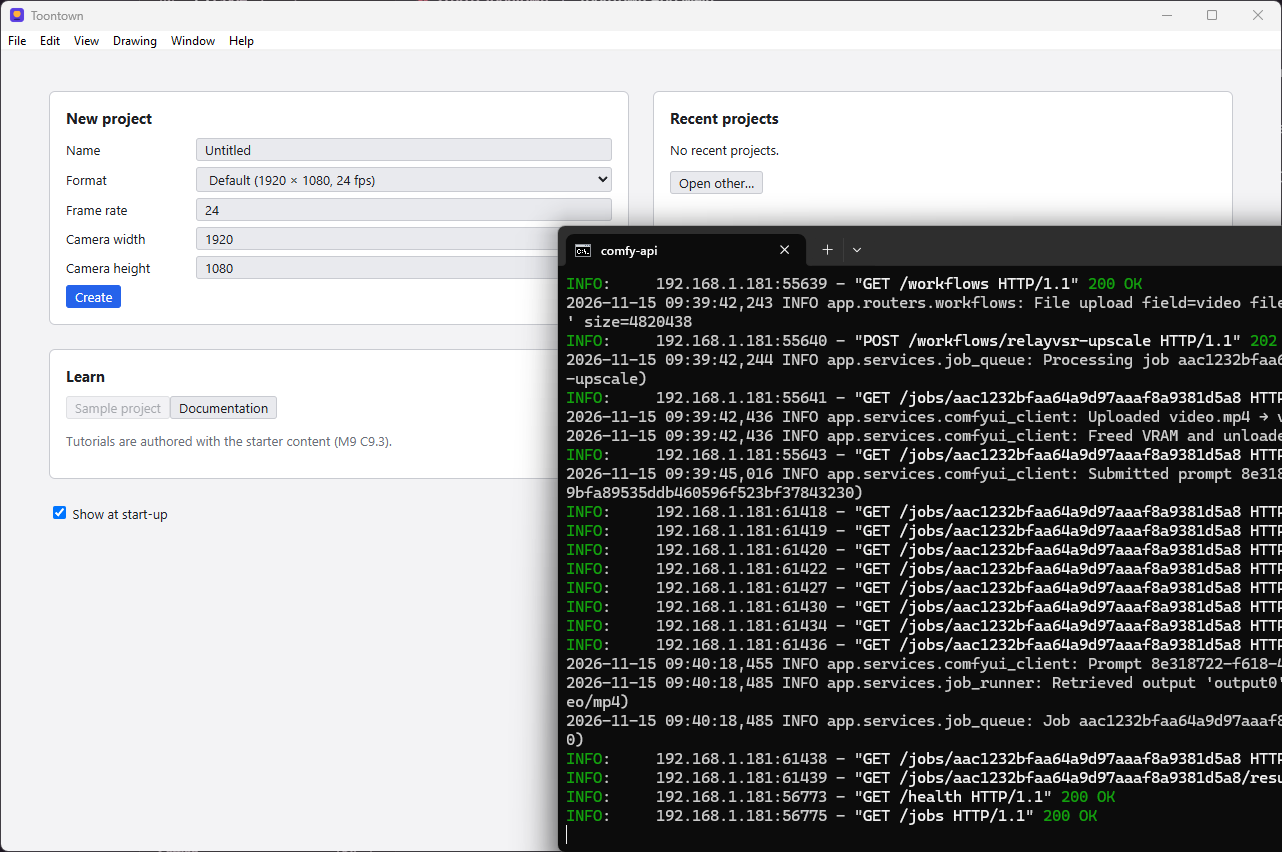 Toontown
File Edit View Drawing Window Help
New project
Name Untitled
Format Default (1920 × 1080, 24 fps)
Frame rate 24
Camera width 1920
Camera height 1080
Create
Recent projects
No recent projects.
Open other...
Learn
Sample project Documentation
Tutorials are authored with the starter content (M9 C9.3).
Show at start-up
comfy-api
INFO: 192.168.1.181:55639 - "GET /workflows HTTP/1.1" 200 OK
2026-11-15 09:39:42,243 INFO app.routers.workflows: File upload field=video file
' size=4820438
INFO: 192.168.1.181:55640 - "POST /workflows/relayvsr-upscale HTTP/1.1" 202
2026-11-15 09:39:42,244 INFO app.services.job_queue: Processing job aac1232bfaa6
-upscale)
INFO: 192.168.1.181:55641 - "GET /jobs/aac1232bfaa64a9d97aaaf8a9381d5a8 HTTP
2026-11-15 09:39:42,436 INFO app.services.comfyui_client: Uploaded video.mp4 → v
2026-11-15 09:39:42,436 INFO app.services.comfyui_client: Freed VRAM and unloade
INFO: 192.168.1.181:55643 - "GET /jobs/aac1232bfaa64a9d97aaaf8a9381d5a8 HTTP
2026-11-15 09:39:45,016 INFO app.services.comfyui_client: Submitted prompt 8e318
9bfa89535ddb460596f523bf37843230)
INFO: 192.168.1.181:61418 - "GET /jobs/aac1232bfaa64a9d97aaaf8a9381d5a8 HTTP
INFO: 192.168.1.181:61419 - "GET /jobs/aac1232bfaa64a9d97aaaf8a9381d5a8 HTTP
INFO: 192.168.1.181:61420 - "GET /jobs/aac1232bfaa64a9d97aaaf8a9381d5a8 HTTP
INFO: 192.168.1.181:61422 - "GET /jobs/aac1232bfaa64a9d97aaaf8a9381d5a8 HTTP
INFO: 192.168.1.181:61427 - "GET /jobs/aac1232bfaa64a9d97aaaf8a9381d5a8 HTTP
INFO: 192.168.1.181:61430 - "GET /jobs/aac1232bfaa64a9d97aaaf8a9381d5a8 HTTP
INFO: 192.168.1.181:61434 - "GET /jobs/aac1232bfaa64a9d97aaaf8a9381d5a8 HTTP
INFO: 192.168.1.181:61436 - "GET /jobs/aac1232bfaa64a9d97aaaf8a9381d5a8 HTTP
2026-11-15 09:40:18,455 INFO app.services.comfyui_client: Prompt 8e318722-f618-4
2026-11-15 09:40:18,485 INFO app.services.job_runner: Retrieved output 'output0'
eo/mp4)
2026-11-15 09:40:18,485 INFO app.services.job_queue: Job aac1232bfaa64a9d97aaaf8
0)
INFO: 192.168.1.181:61438 - "GET /jobs/aac1232bfaa64a9d97aaaf8a9381d5a8 HTTP
INFO: 192.168.1.181:61439 - "GET /jobs/aac1232bfaa64a9d97aaaf8a9381d5a8/resu
INFO: 192.168.1.181:56773 - "GET /health HTTP/1.1" 200 OK
INFO: 192.168.1.181:56775 - "GET /jobs HTTP/1.1" 200 OK